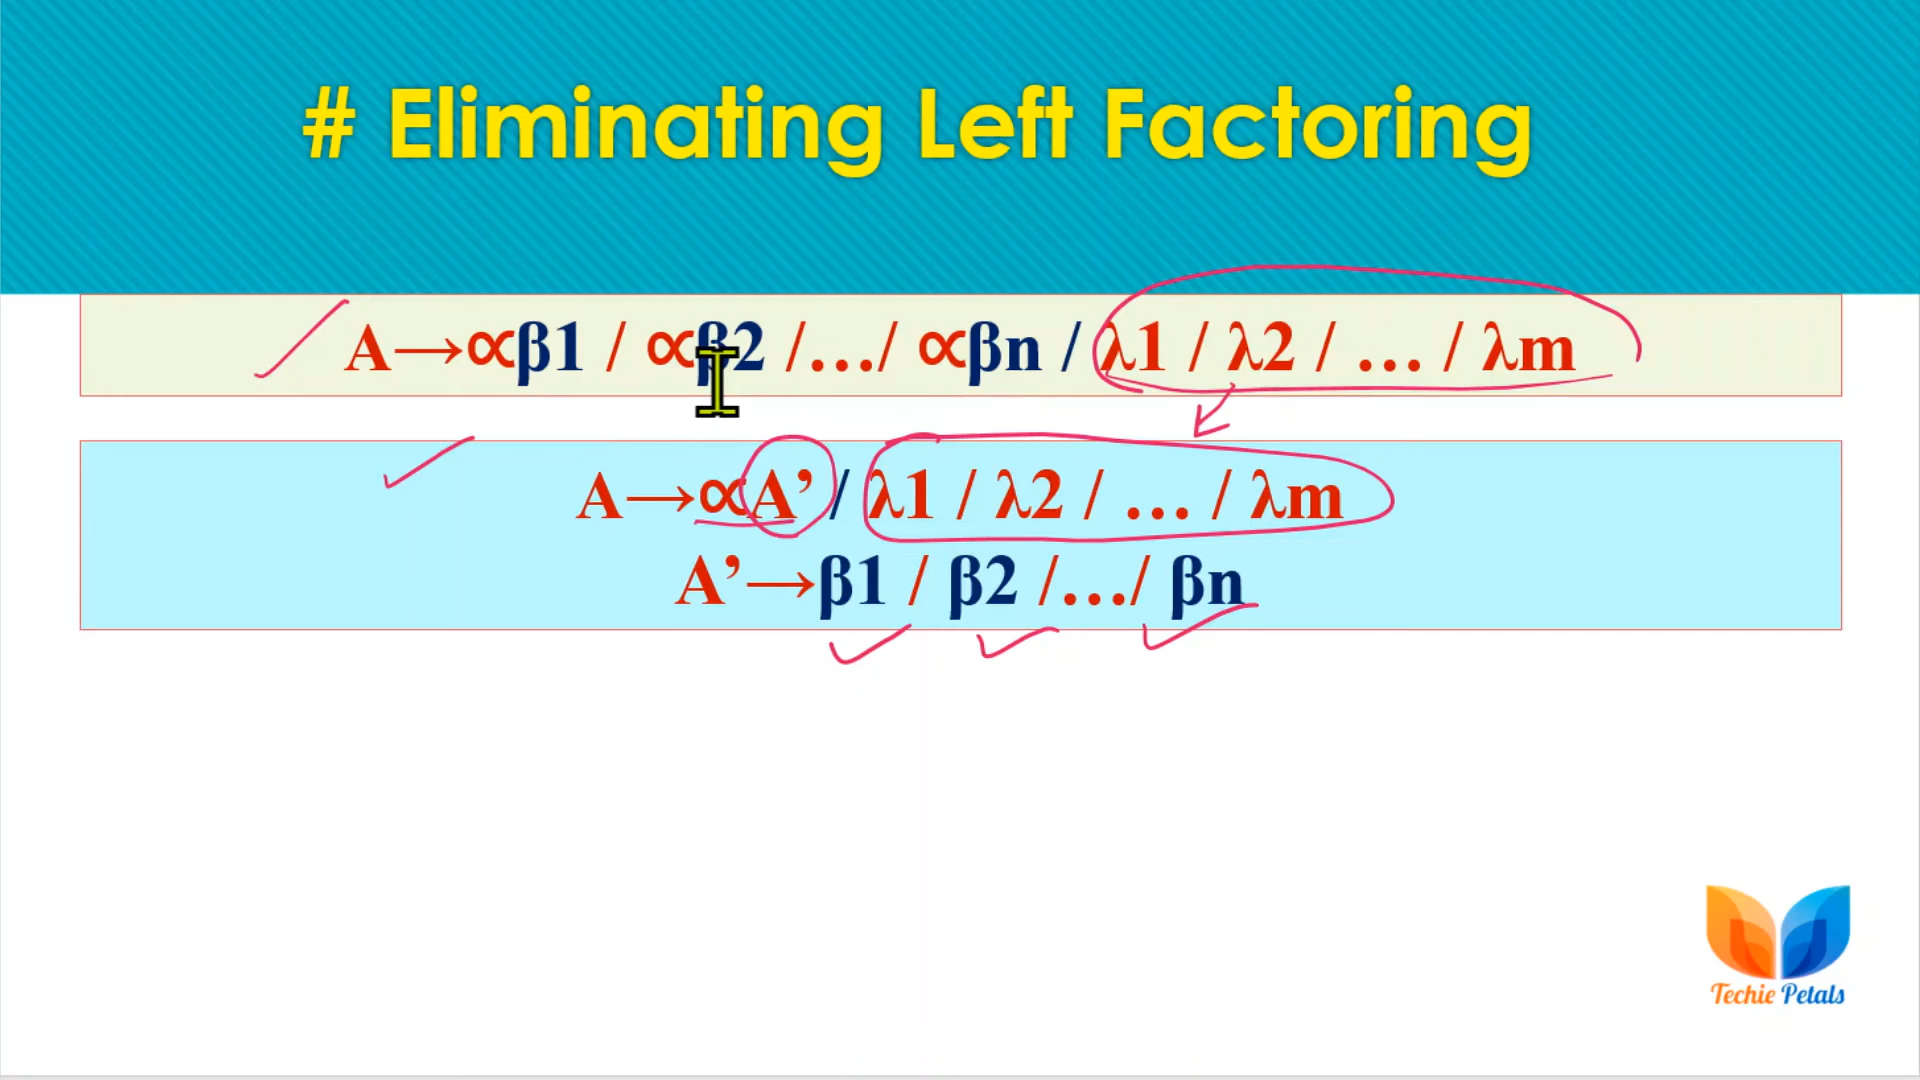 # Eliminating Left Factoring
A→∝β1 / ∝β2 /…/ ∝βn / λ1 / λ2 / … / λm
A→∝A’ / λ1 / λ2 / … / λm
A’→β1 / β2 /…/ βn
Techie Petals